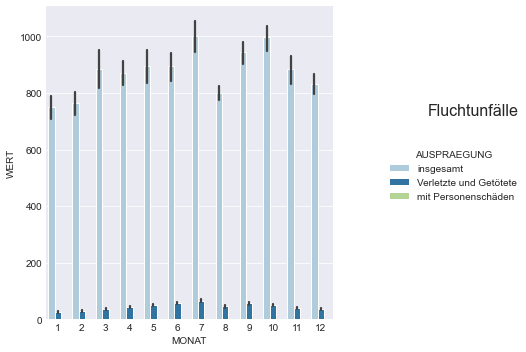 Fluchtunfälle
1000
800
600
400
200
0
WERT
1 2 3 4 5 6 7 8 9 10 11 12
MONAT
AUSPRAEGUNG
insgesamt
Verletzte und Getötete
mit Personenschäden